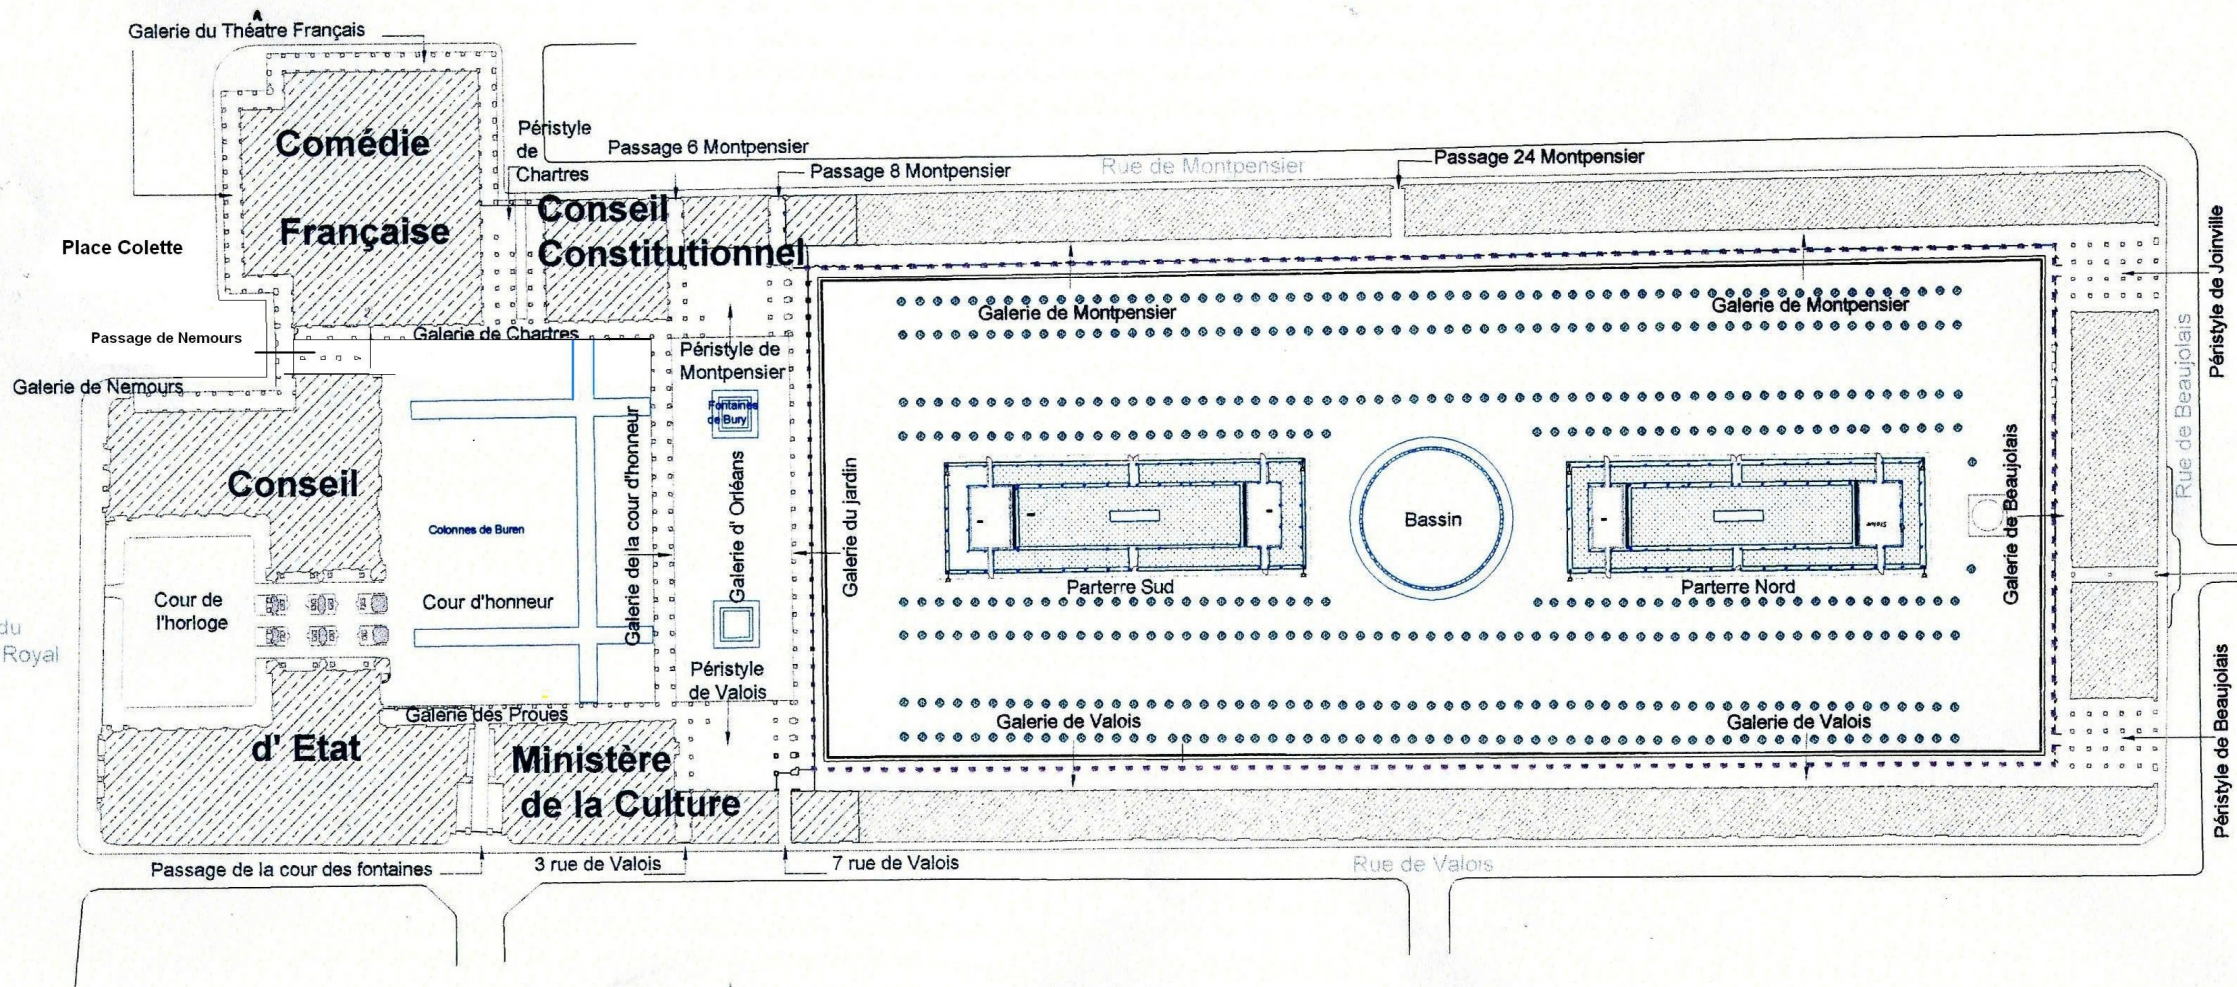 Galerie du Théâtre Français
Comédie
Française
Péristyle
de
Chartres
Passage 6 Montpensier
Passage 8 Montpensier
Rue de Montpensier
Passage 24 Montpensier
Conseil
Constitutionnel
Place Colette
Passage de Nemours
Galerie de Nemours
Galerie de Chartres
Péristyle de
Montpensier
Fontaines
de Bury
Galerie de Montpensier
Galerie de Montpensier
Péristyle de Joinville
Rue de Beaujolais
Conseil
Colonnes de Buren
Galerie de la cour d'honneur
Galerie d' Orléans
Galerie du jardin
Bassin
Galerie de Beaujolais
Cour de
l'horloge
Cour d'honneur
Parterre Sud
Parterre Nord
du
Royal
Péristyle
de Valois
Galerie des Proues
Galerie de Valois
Galerie de Valois
Péristyle de Beaujolais
d' Etat
Ministère
de la Culture
Passage de la cour des fontaines
3 rue de Valois
7 rue de Valois
Rue de Valois